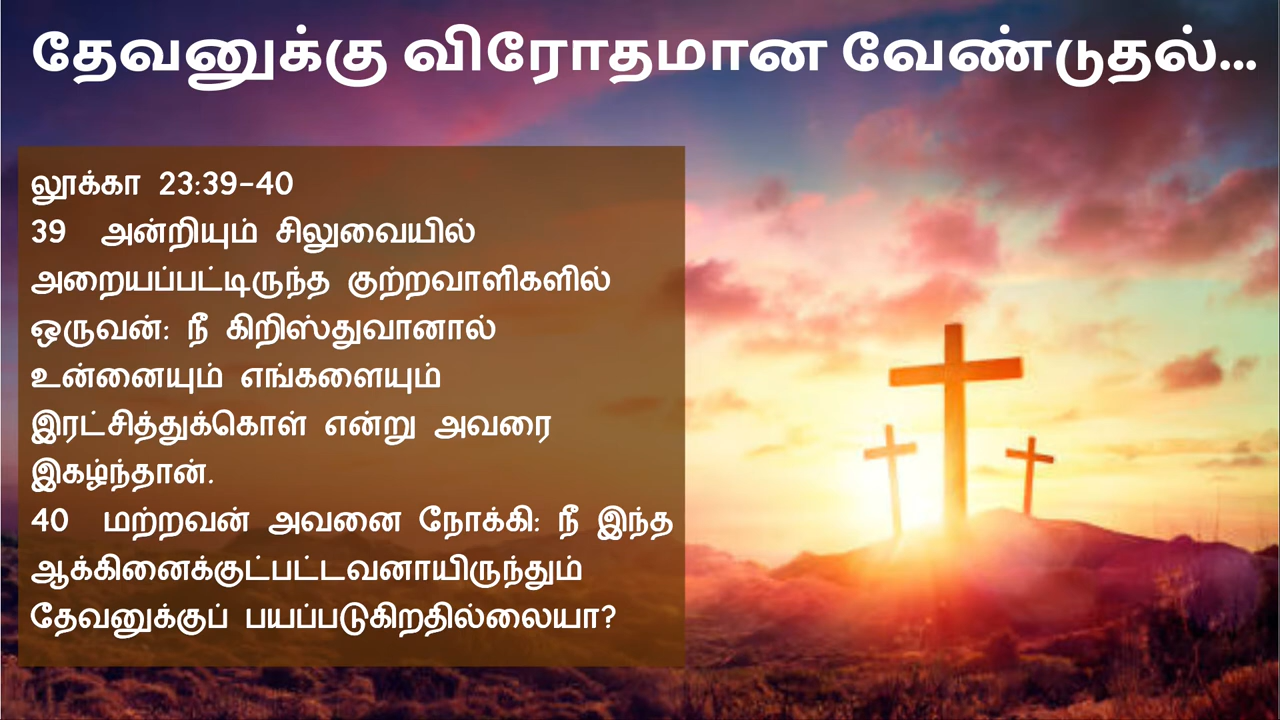 தேவனுக்கு விரோதமான வேண்டுதல்...
லூக்கா 23:39-40
39 அன்றியும் சிலுவையில்
அறையப்பட்டிருந்த குற்றவாளிகளில்
ஒருவன்: நீ கிறிஸ்துவானால்
உன்னையும் எங்களையும்
இரட்சித்துக்கொள் என்று அவரை
இகழ்ந்தான்.
40 மற்றவன் அவனை நோக்கி: நீ இந்த
ஆக்கினைக்குட்பட்டவனாயிருந்தும்
தேவனுக்குப் பயப்படுகிறதில்லையா?